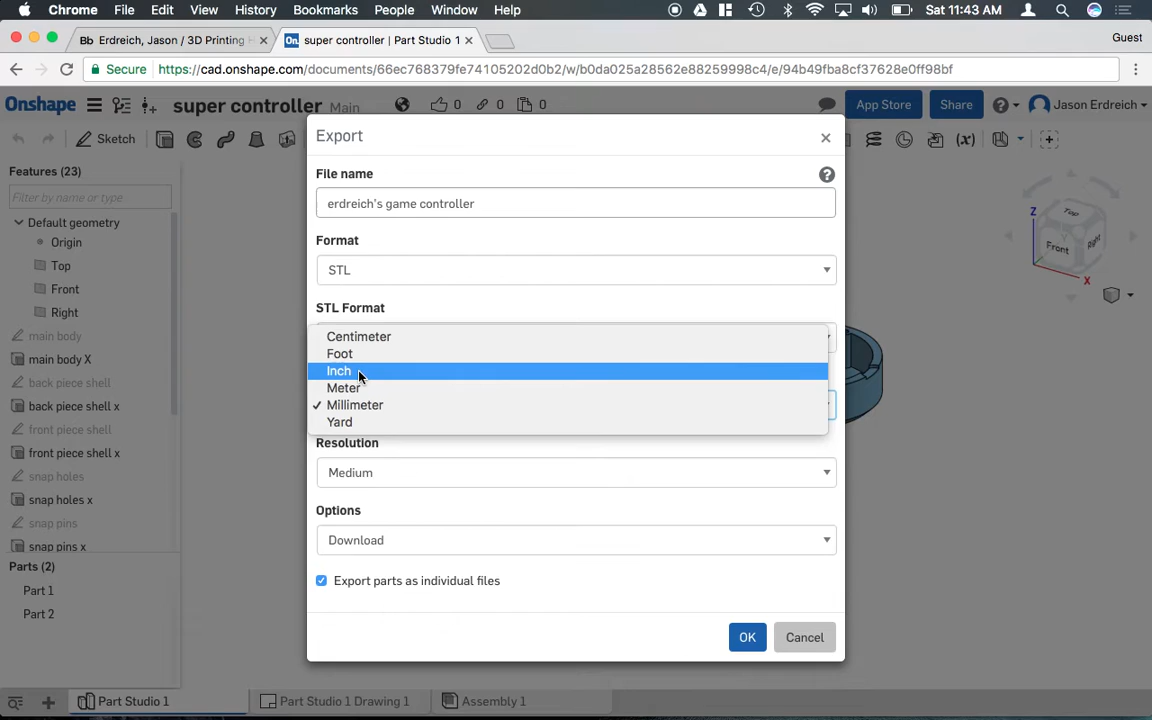 Chrome File Edit View History Bookmarks People Window Help Sat 11:43 AM
Bb Erdreich, Jason / 3D Printing On super controller | Part Studio 1 Guest
Secure https://cad.onshape.com/documents/66ec768379fe74105202d0b2/w/b0da025a28562e88259998c4/e/94b49fba8cf37628e0ff98bf
Onshape super controller Main 0 0 0 App Store Share Jason Erdreich
Sketch (x)
Features (23)
Filter by name or type
Default geometry
Origin
Top
Front
Right
main body
main body X
back piece shell
back piece shell x
front piece shell
front piece shell x
snap holes
snap holes x
snap pins
snap pins x
Parts (2)
Part 1
Part 2
Export
File name
erdreich's game controller
Format
STL
STL Format
Centimeter
Foot
Inch
Meter
Millimeter
Yard
Resolution
Medium
Options
Download
Export parts as individual files
OK Cancel
Z
Top
Front Right
X
Part Studio 1 Part Studio 1 Drawing 1 Assembly 1